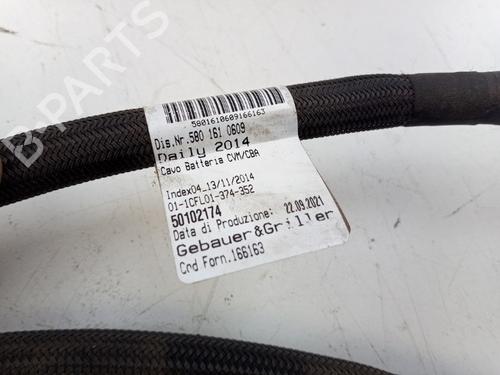 5801610609166163
Dis.Nr.580 161 0609
Daily 2014
Cavo Batteria CVM/CBA
Index04_13/11/2014
01-1CFL01-374-352
50102174
Data di Produzione: 22.09.2021
Gebauer&Griller
Cod Forn.166163
B-PARTS